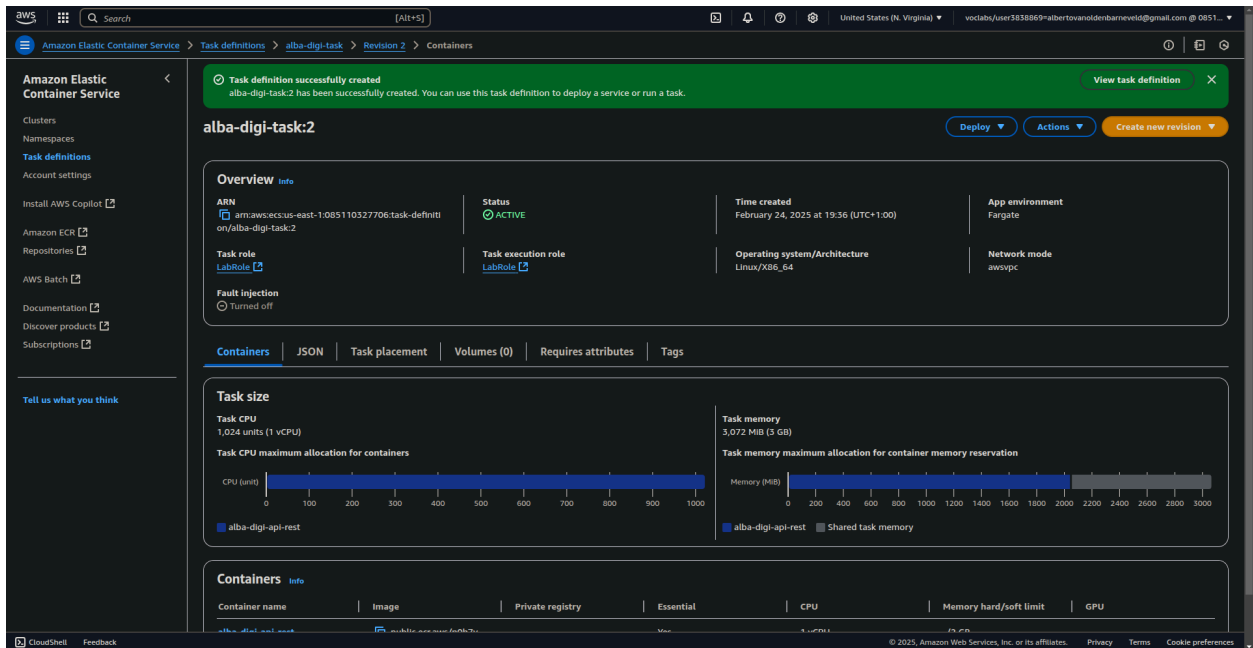 aws
Search [Alt+S] United States (N. Virginia) ▼ voclabs/user3838869=albertovanoldenbarneveld@gmail.com @ 0851... ▼
Amazon Elastic Container Service > Task definitions > alba-digi-task > Revision 2 > Containers
Amazon Elastic
Container Service
Clusters
Namespaces
Task definitions
Account settings
Install AWS Copilot
Amazon ECR
Repositories
AWS Batch
Documentation
Discover products
Subscriptions
Tell us what you think
Task definition successfully created
alba-digi-task:2 has been successfully created. You can use this task definition to deploy a service or run a task.
View task definition
alba-digi-task:2
Deploy ▼ Actions ▼ Create new revision ▼
Overview Info
ARN
arn:aws:ecs:us-east-1:085110327706:task-definiti
on/alba-digi-task:2
Status
ACTIVE
Time created
February 24, 2025 at 19:36 (UTC+1:00)
App environment
Fargate
Task role
LabRole
Task execution role
LabRole
Operating system/Architecture
Linux/X86_64
Network mode
awsvpc
Fault injection
Turned off
Containers JSON Task placement Volumes (0) Requires attributes Tags
Task size
Task CPU
1,024 units (1 vCPU)
Task CPU maximum allocation for containers
CPU (unit)
0 100 200 300 400 500 600 700 800 900 1000
alba-digi-api-rest
Task memory
3,072 MiB (3 GB)
Task memory maximum allocation for container memory reservation
Memory (MiB)
0 200 400 600 800 1000 1200 1400 1600 1800 2000 2200 2400 2600 2800 3000
alba-digi-api-rest Shared task memory
Containers Info
Container name Image Private registry Essential CPU Memory hard/soft limit GPU
CloudShell Feedback © 2025, Amazon Web Services, Inc. or its affiliates. Privacy Terms Cookie preferences